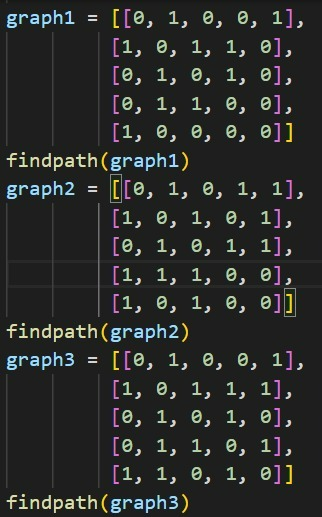 graph1 = [[0, 1, 0, 0, 1],
[1, 0, 1, 1, 0],
[0, 1, 0, 1, 0],
[0, 1, 1, 0, 0],
[1, 0, 0, 0, 0]]
findpath(graph1)
graph2 = [[0, 1, 0, 1, 1],
[1, 0, 1, 0, 1],
[0, 1, 0, 1, 1],
[1, 1, 1, 0, 0],
[1, 0, 1, 0, 0]]
findpath(graph2)
graph3 = [[0, 1, 0, 0, 1],
[1, 0, 1, 1, 1],
[0, 1, 0, 1, 0],
[0, 1, 1, 0, 1],
[1, 1, 0, 1, 0]]
findpath(graph3)